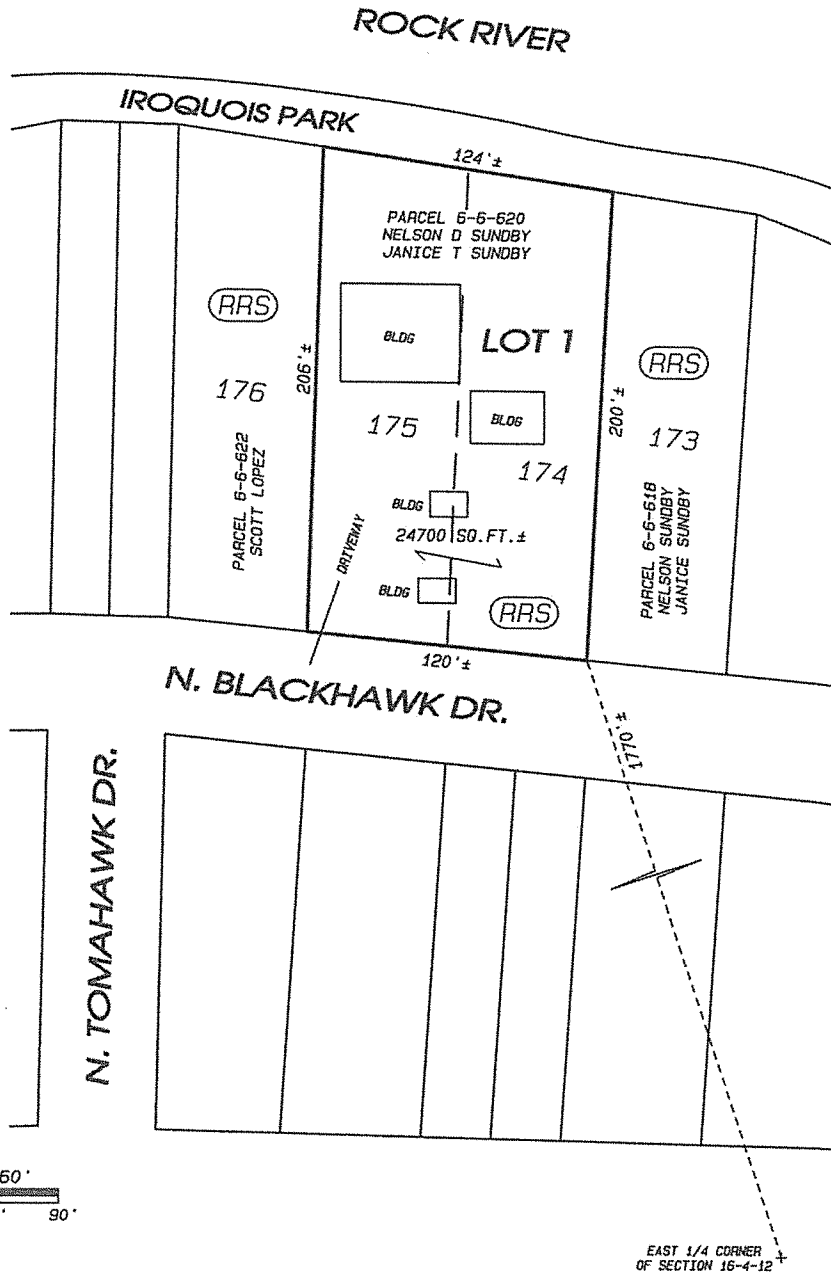 ROCK RIVER
IROQUOIS PARK
124'±
PARCEL 6-6-620
NELSON D SUNDBY
JANICE T SUNDBY
RRS
BLDG
LOT 1
RRS
206'±
176
BLDG
200'±
173
175
174
PARCEL 6-6-622
SCOTT LOPEZ
BLDG
24700 SQ.FT.±
DRIVEWAY
PARCEL 6-6-618
NELSON SUNDBY
JANICE SUNDBY
BLDG
RRS
120'±
N. BLACKHAWK DR.
1770'±
N. TOMAHAWK DR.
60'
' 90'
EAST 1/4 CORNER
OF SECTION 16-4-12